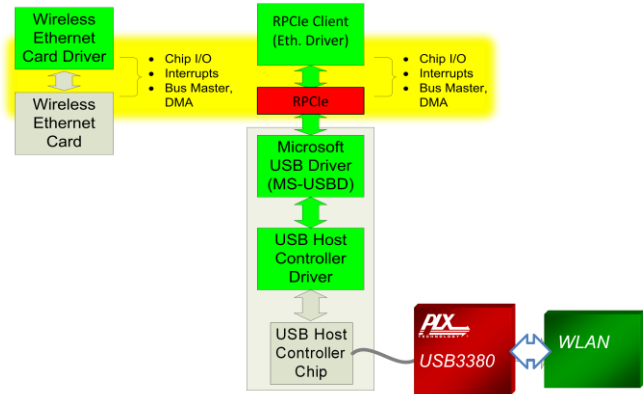 Wireless
Ethernet
Card Driver
Wireless
Ethernet
Card
• Chip I/O
• Interrupts
• Bus Master,
DMA
RPCIe Client
(Eth. Driver)
RPCIe
• Chip I/O
• Interrupts
• Bus Master,
DMA
Microsoft
USB Driver
(MS-USBD)
USB Host
Controller
Driver
USB Host
Controller
Chip
PLX
TECHNOLOGY
USB3380
WLAN